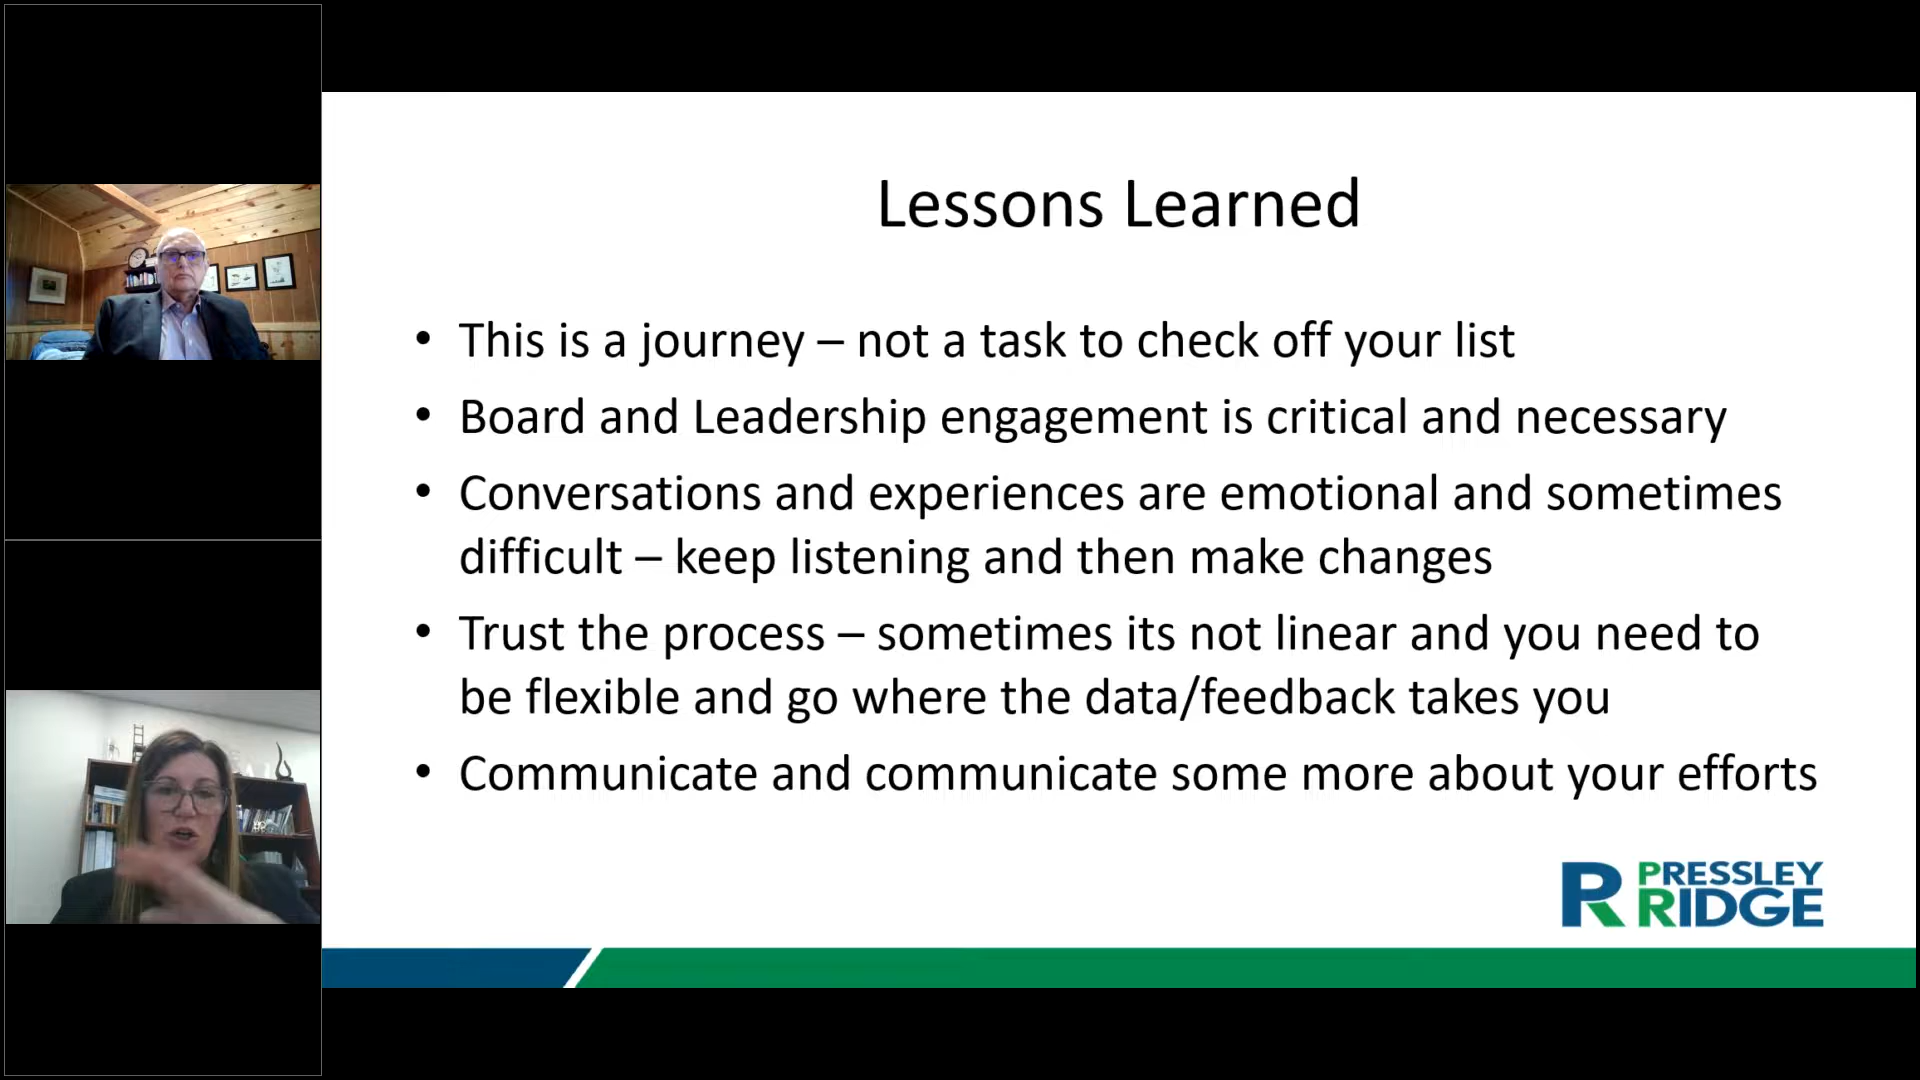 Lessons Learned
• This is a journey – not a task to check off your list
• Board and Leadership engagement is critical and necessary
• Conversations and experiences are emotional and sometimes
difficult – keep listening and then make changes
• Trust the process – sometimes its not linear and you need to
be flexible and go where the data/feedback takes you
• Communicate and communicate some more about your efforts
PRESSLEY
RIDGE